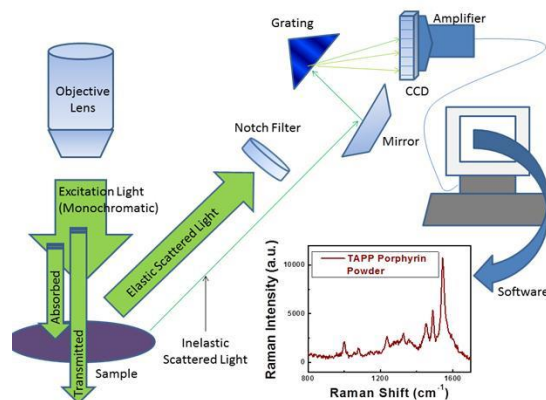 Grating
Amplifier
CCD
Objective
Lens
Notch Filter
Mirror
Excitation Light
(Monochromatic)
Elastic Scattered Light
Absorbed
Transmitted
Sample
Inelastic
Scattered Light
Software
TAPP Porphyrin
Powder
Raman Intensity (a.u.)
10000
5000
0
800
1200
1600
Raman Shift (cm⁻¹)